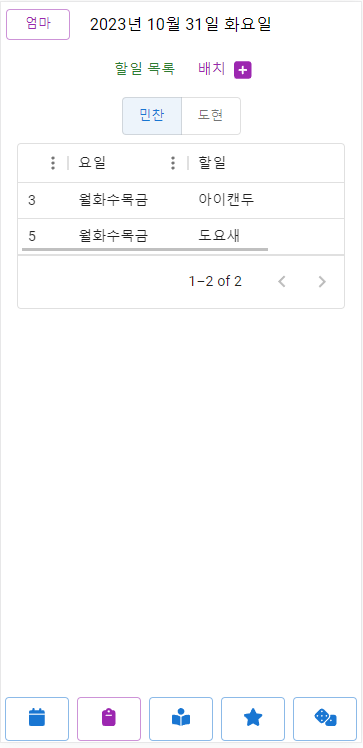 엄마 2023년 10월 31일 화요일
할일 목록 배치
민찬 도현
요일 할일
3 월화수목금 아이캔두
5 월화수목금 도요새
1–2 of 2